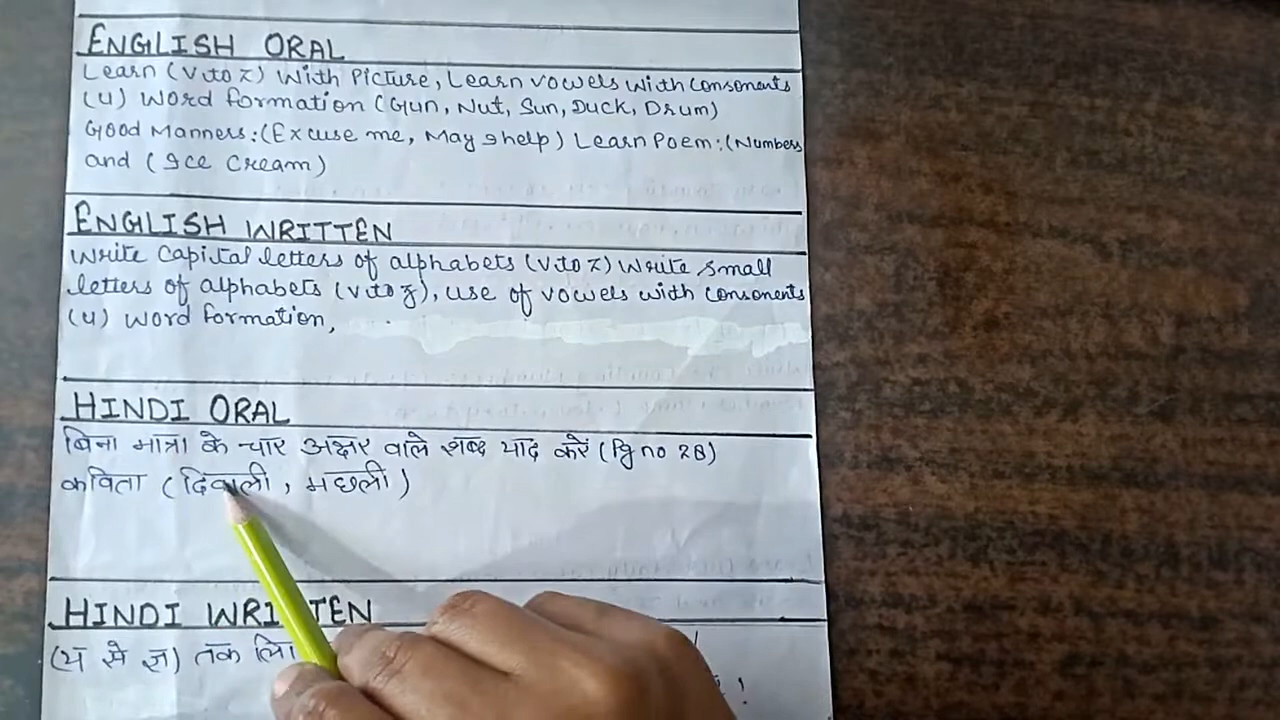 ENGLISH ORAL
Learn (V to Z) With Picture, Learn vowels with consonents
(u) Word formation (Gun, Nut, Sun, Duck, Drum)
Good Manners:(Excuse me, May I help) Learn Poem:(Numbers
and (Ice Cream)
ENGLISH WRITTEN
Write Capital letters of alphabets (V to Z) Write small
letters of alphabets (v to z), use of vowels with consonents
(u) word formation,
HINDI ORAL
बिना मात्रा के चार अक्षर वाले शब्द याद करें (Pg no 28)
कविता (दिवाली, मछली)
HINDI WRITTEN
(य से ज्ञ) तक